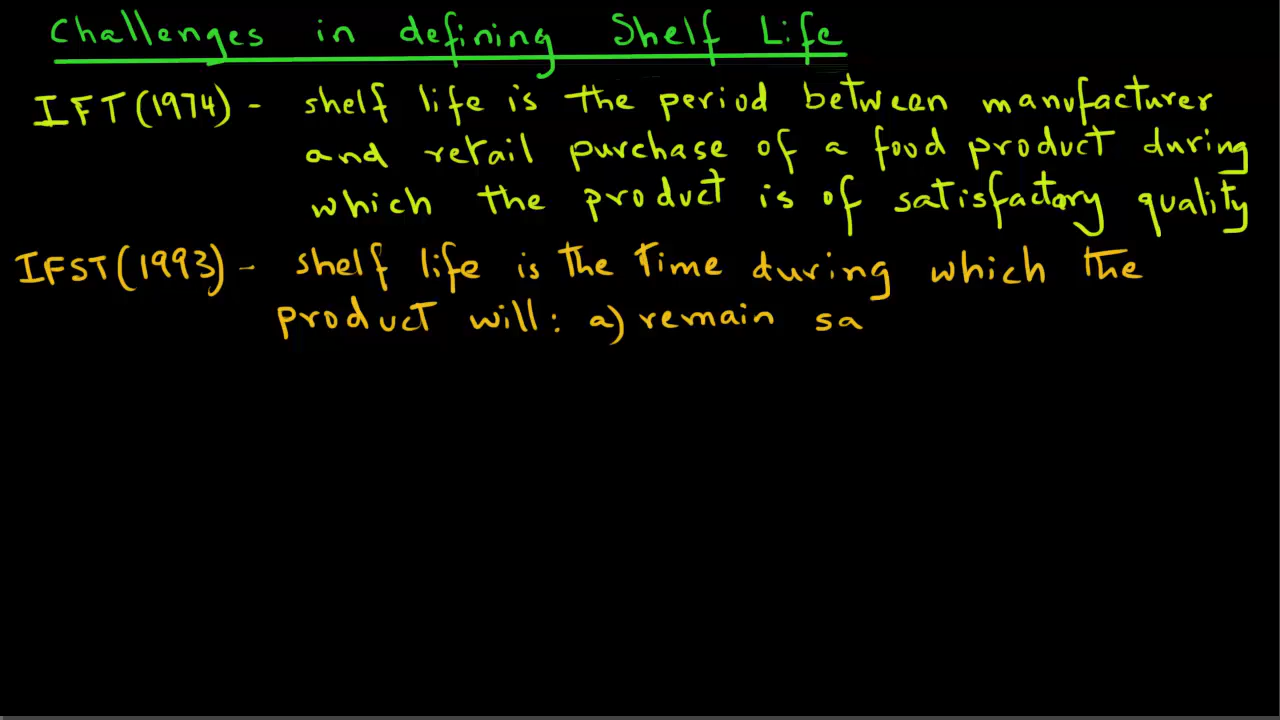 Challenges in defining Shelf Life
IFT (1974) - shelf life is the period between manufacturer
and retail purchase of a food product during
which the product is of satisfactory quality
IFST (1993) - shelf life is the time during which the
product will: a) remain sa